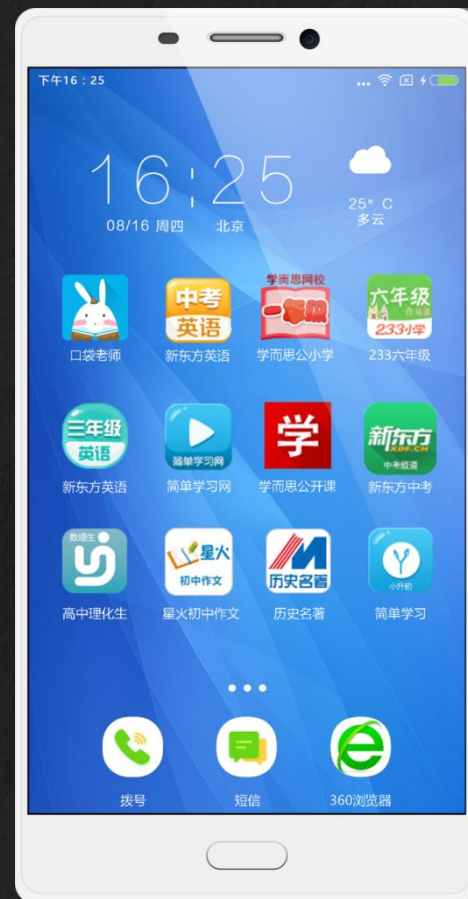 下午16：25
16:25
25° C
08/16 周四 北京
多云
口袋老师
中考
英语
新东方英语
学而思网校
一年级
学而思公小学
六年级
233小学
233六年级
三年级
英语
新东方英语
简单学习网
简单学习网
学
学而思公开课
新东方
XDF.CN
中考频道
新东方中考
数理生
高中理化生
星火
初中作文
星火初中作文
历史名著
历史名著
小升初
简单学习
拨号
短信
360浏览器